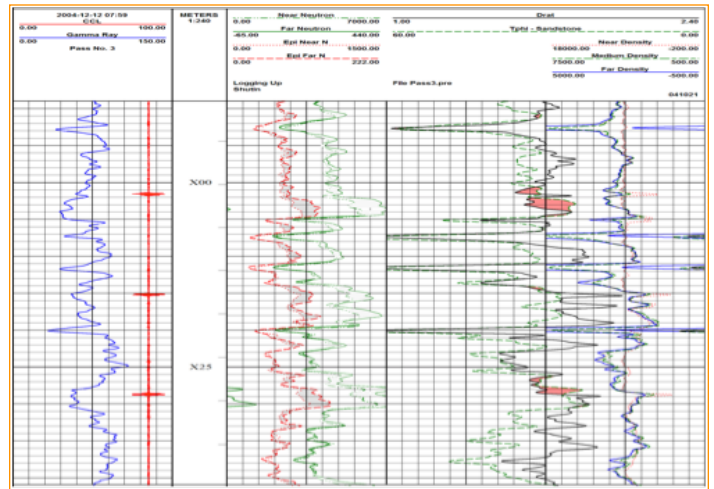 2004-12-12 07:59
CCL
0.00 100.00
Gamma Ray
0.00 150.00
Pass No. 3
METERS
1:240
Near Neutron
0.00 7000.00
Far Neutron
-65.00 440.00
Epi Near N
0.00 1500.00
Epi Far N
0.00 222.00
Logging Up
Shutin
Drat
1.00 2.40
Tphi - Sandstone
60.00 0.00
Near Density
18000.00 -200.00
Medium Density
7500.00 500.00
Far Density
5000.00 -500.00
File Pass3.prs
041021
X00
X25